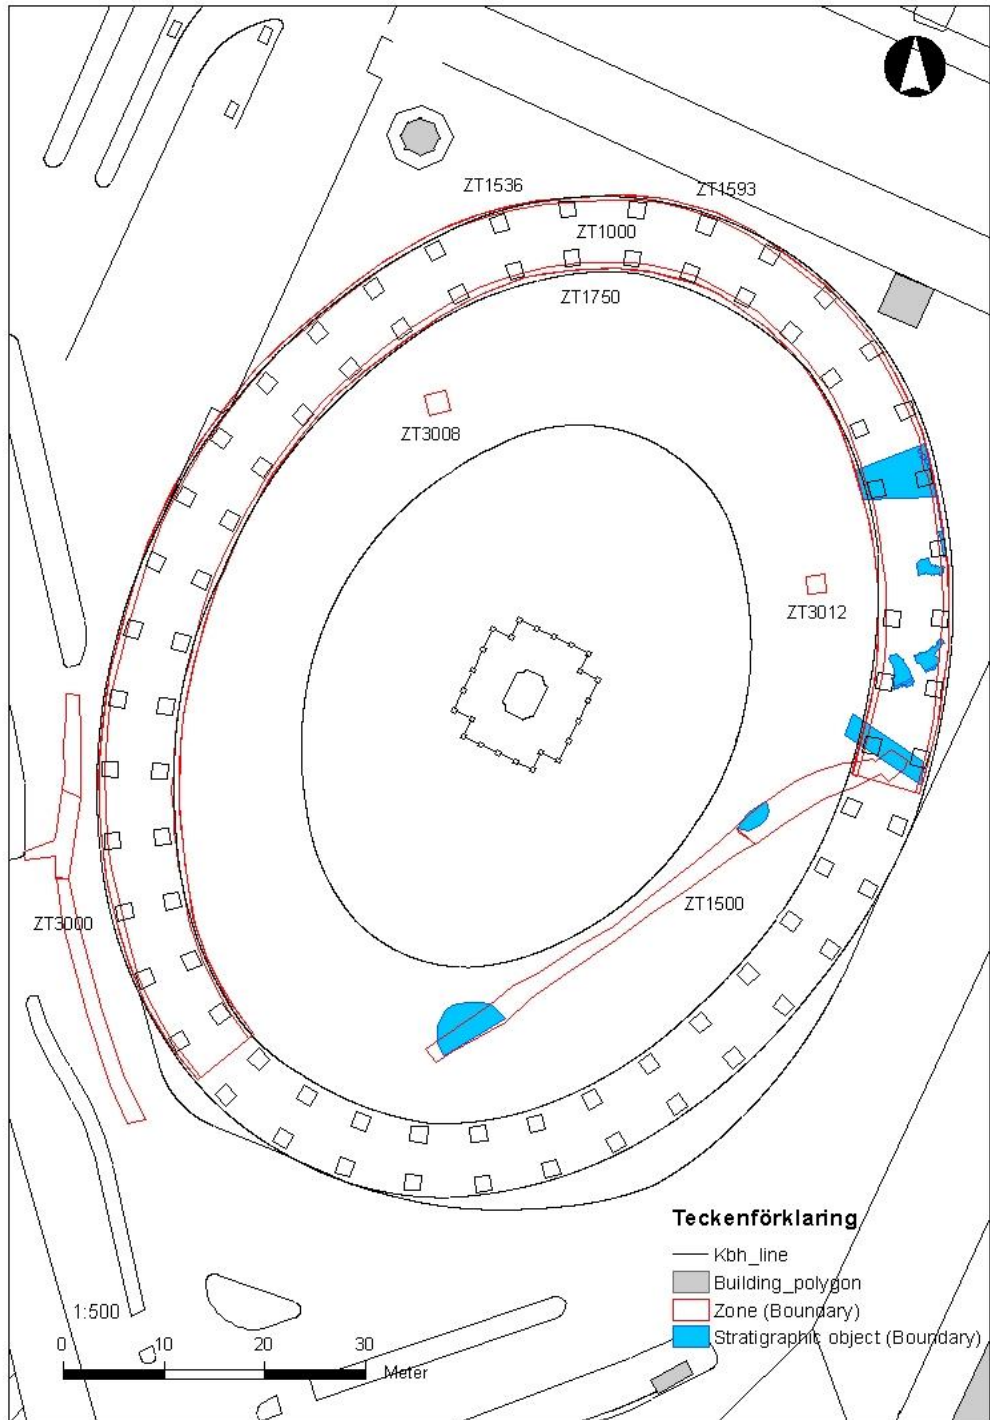 ZT1536
ZT1593
ZT1000
ZT1750
ZT3008
ZT3012
ZT1500
ZT3000
Teckenförklaring
Kbh_line
Building_polygon
Zone (Boundary)
Stratigraphic object (Boundary)
1:500
0 10 20 30
Meter